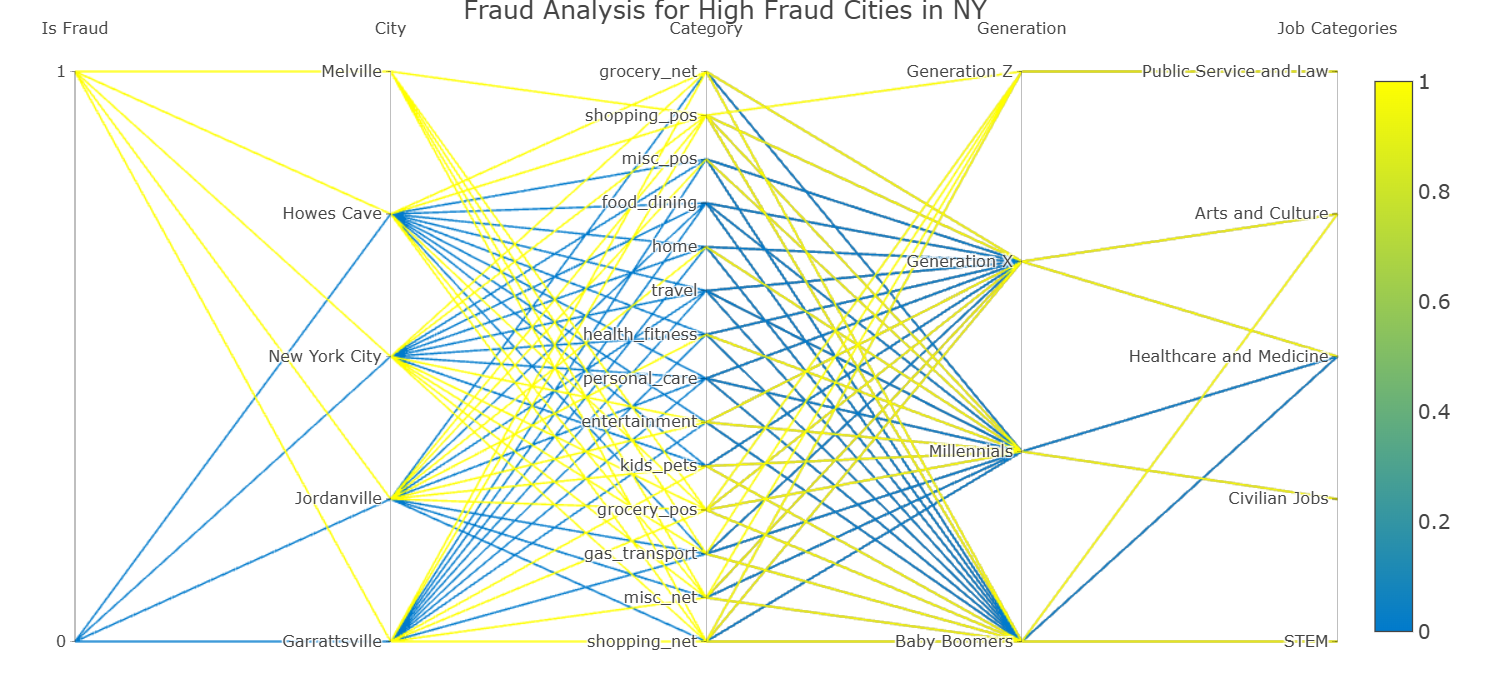 Fraud Analysis for High Fraud Cities in NY
Is Fraud
City
Category
Generation
Job Categories
1
0
Melville
Howes Cave
New York City
Jordanville
Garrattsville
grocery_net
shopping_pos
misc_pos
food_dining
home
travel
health_fitness
personal_care
entertainment
kids_pets
grocery_pos
gas_transport
misc_net
shopping_net
Generation Z
Generation X
Millennials
Baby Boomers
Public Service and Law
Arts and Culture
Healthcare and Medicine
Civilian Jobs
STEM
1
0.8
0.6
0.4
0.2
0